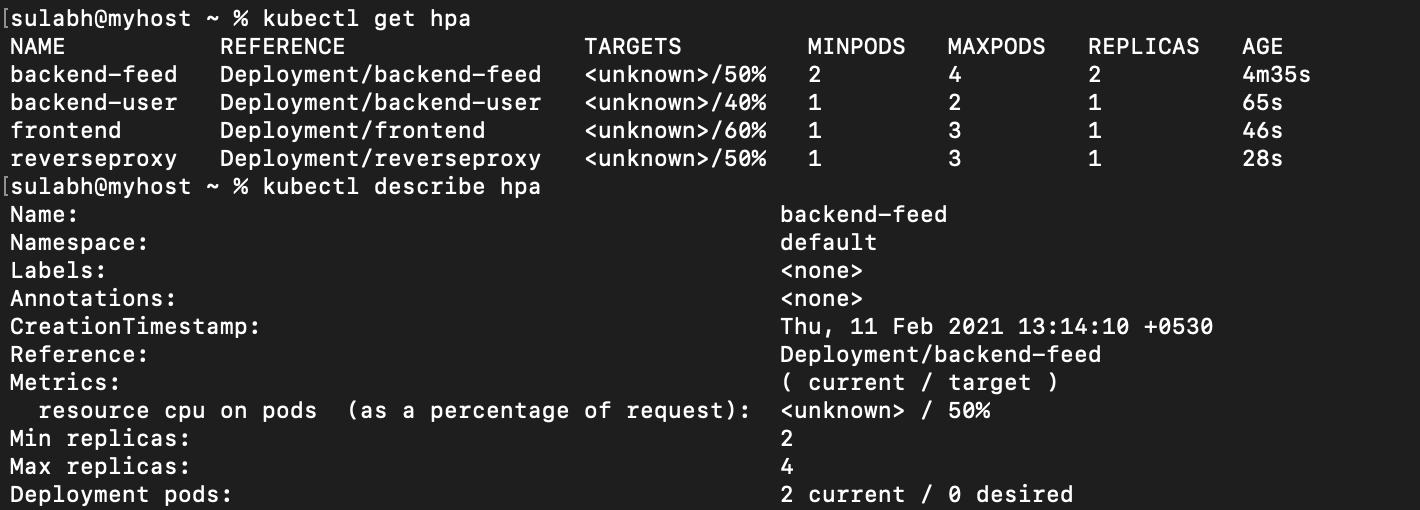 [sulabh@myhost ~ % kubectl get hpa
NAME           REFERENCE                 TARGETS         MINPODS   MAXPODS   REPLICAS   AGE
backend-feed   Deployment/backend-feed   <unknown>/50%   2         4         2          4m35s
backend-user   Deployment/backend-user   <unknown>/40%   1         2         1          65s
frontend       Deployment/frontend       <unknown>/60%   1         3         1          46s
reverseproxy   Deployment/reverseproxy   <unknown>/50%   1         3         1          28s
[sulabh@myhost ~ % kubectl describe hpa
Name:                                                  backend-feed
Namespace:                                             default
Labels:                                                <none>
Annotations:                                           <none>
CreationTimestamp:                                     Thu, 11 Feb 2021 13:14:10 +0530
Reference:                                             Deployment/backend-feed
Metrics:                                               ( current / target )
  resource cpu on pods  (as a percentage of request):  <unknown> / 50%
Min replicas:                                          2
Max replicas:                                          4
Deployment pods:                                       2 current / 0 desired